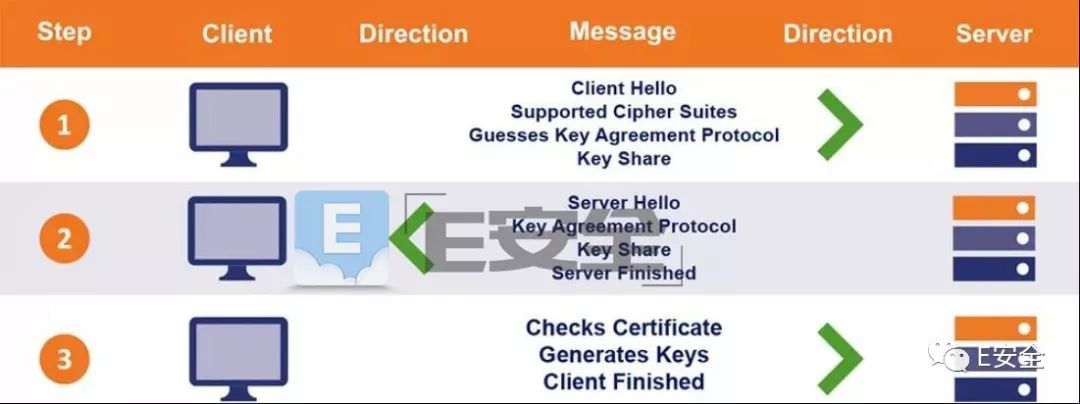 Step
Client
Direction
Message
Direction
Server
1
Client Hello
Supported Cipher Suites
Guesses Key Agreement Protocol
Key Share
2
E
E安全
Server Hello
Key Agreement Protocol
Key Share
Server Finished
3
Checks Certificate
Generates Keys
Client Finished
E安全